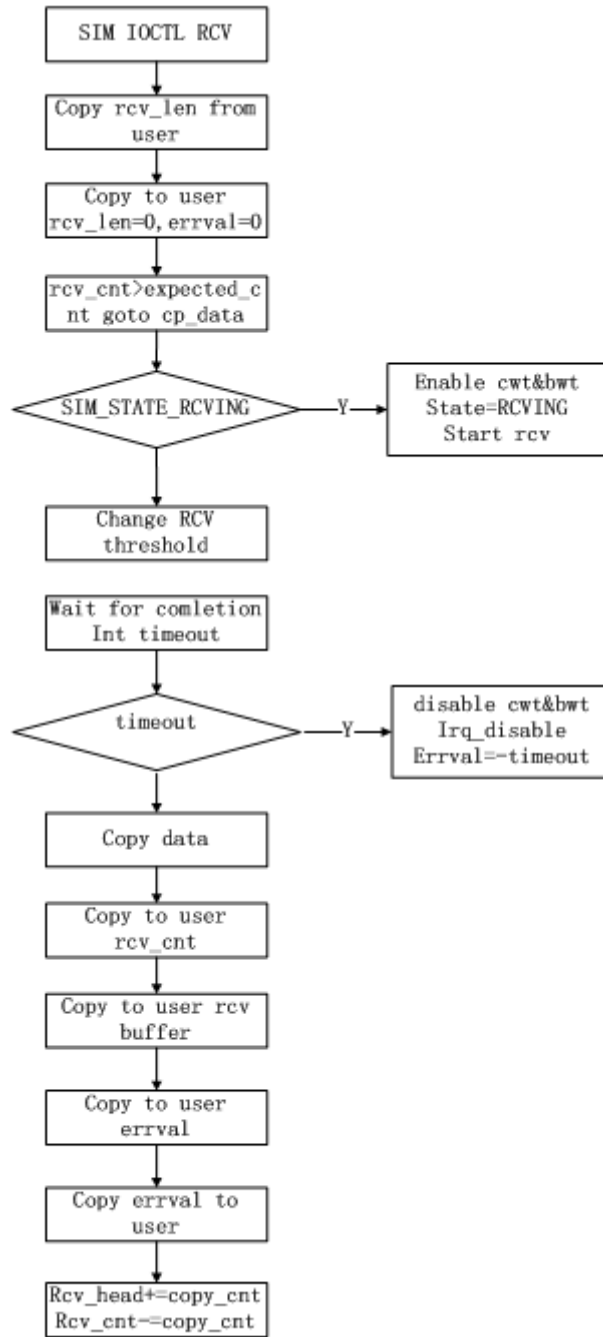 SIM IOCTL RCV
Copy rcv_len from
user
Copy to user
rcv_len=0,errval=0
rcv_cnt>expected_c
nt goto cp_data
SIM_STATE_RCVING
Y
Enable cwt&bwt
State=RCVING
Start rcv
Change RCV
threshold
Wait for comletion
Int timeout
timeout
Y
disable cwt&bwt
Irq_disable
Errval=-timeout
Copy data
Copy to user
rcv_cnt
Copy to user rcv
buffer
Copy to user
errval
Copy errval to
user
Rcv_head+=copy_cnt
Rcv_cnt-=copy_cnt